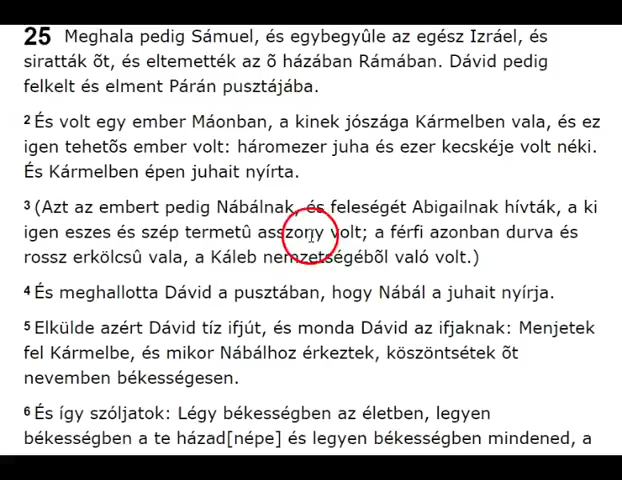 25 Meghala pedig Sámuel, és egybegyûle az egész Izráel, és
siratták õt, és eltemették az õ házában Rámában. Dávid pedig
felkelt és elment Párán pusztájába.
2 És volt egy ember Máonban, a kinek jószága Kármelben vala, és ez
igen tehetõs ember volt: háromezer juha és ezer kecskéje volt néki.
És Kármelben épen juhait nyírta.
3 (Azt az embert pedig Nábálnak, és feleségét Abigailnak hívták, a ki
igen eszes és szép termetû asszony volt; a férfi azonban durva és
rossz erkölcsû vala, a Káleb nemzetségébõl való volt.)
4 És meghallotta Dávid a pusztában, hogy Nábál a juhait nyírja.
5 Elkülde azért Dávid tíz ifjút, és monda Dávid az ifjaknak: Menjetek
fel Kármelbe, és mikor Nábálhoz érkeztek, köszöntsétek õt
nevemben békességesen.
6 És így szóljatok: Légy békességben az életben, legyen
békességben a te házad[népe] és legyen békességben mindened, a